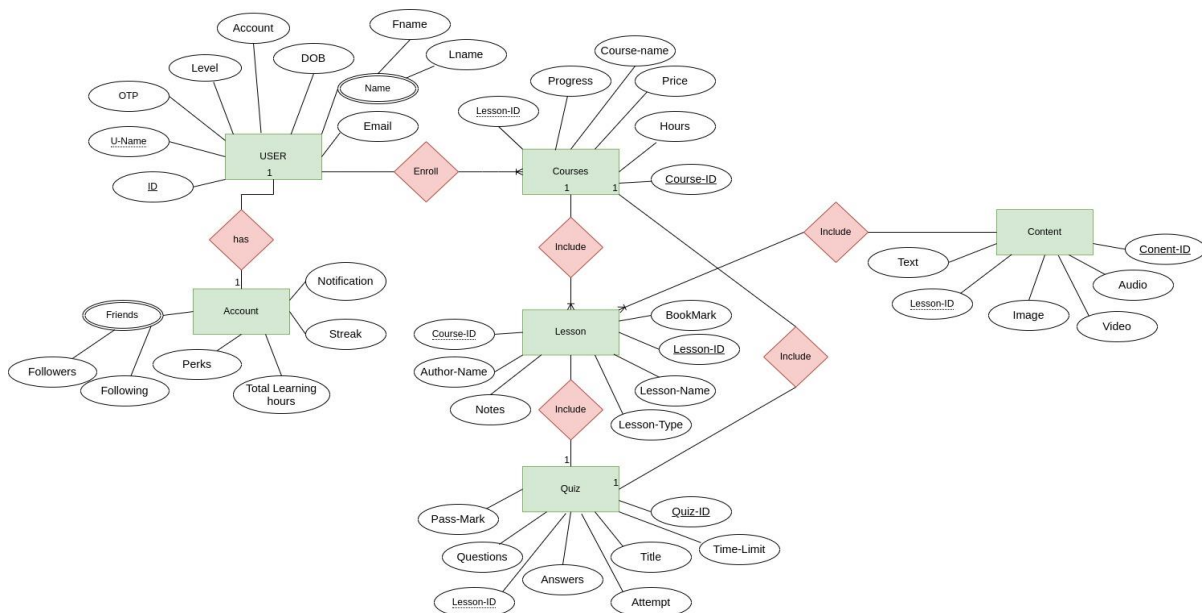 Account
Fname
Lname
Level
DOB
Name
OTP
U-Name
ID
Email
USER
1
Enroll
has
1
Account
Notification
Streak
Friends
Followers
Following
Perks
Total Learning
hours
Course-name
Progress
Price
Lesson-ID
Hours
Courses
Course-ID
1
1
Include
Include
Content
Conent-ID
Text
Audio
Lesson-ID
Image
Video
Lesson
BookMark
Course-ID
Lesson-ID
Author-Name
Lesson-Name
Notes
Lesson-Type
Include
Include
1
1
Quiz
Quiz-ID
Pass-Mark
Time-Limit
Questions
Title
Answers
Lesson-ID
Attempt